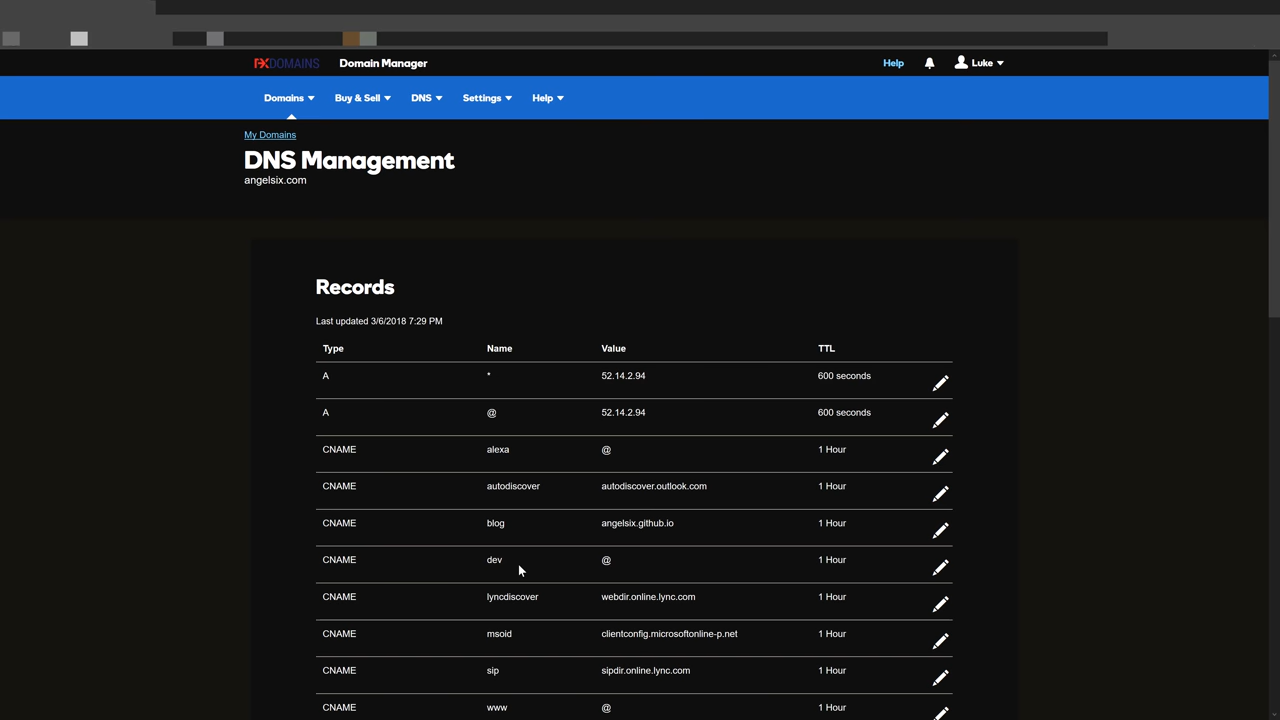 FXDOMAINS Domain Manager Help Luke
Domains Buy & Sell DNS Settings Help
My Domains
DNS Management
angelsix.com
Records
Last updated 3/6/2018 7:29 PM
Type Name Value TTL
A * 52.14.2.94 600 seconds
A @ 52.14.2.94 600 seconds
CNAME alexa @ 1 Hour
CNAME autodiscover autodiscover.outlook.com 1 Hour
CNAME blog angelsix.github.io 1 Hour
CNAME dev @ 1 Hour
CNAME lyncdiscover webdir.online.lync.com 1 Hour
CNAME msoid clientconfig.microsoftonline-p.net 1 Hour
CNAME sip sipdir.online.lync.com 1 Hour
CNAME www @ 1 Hour